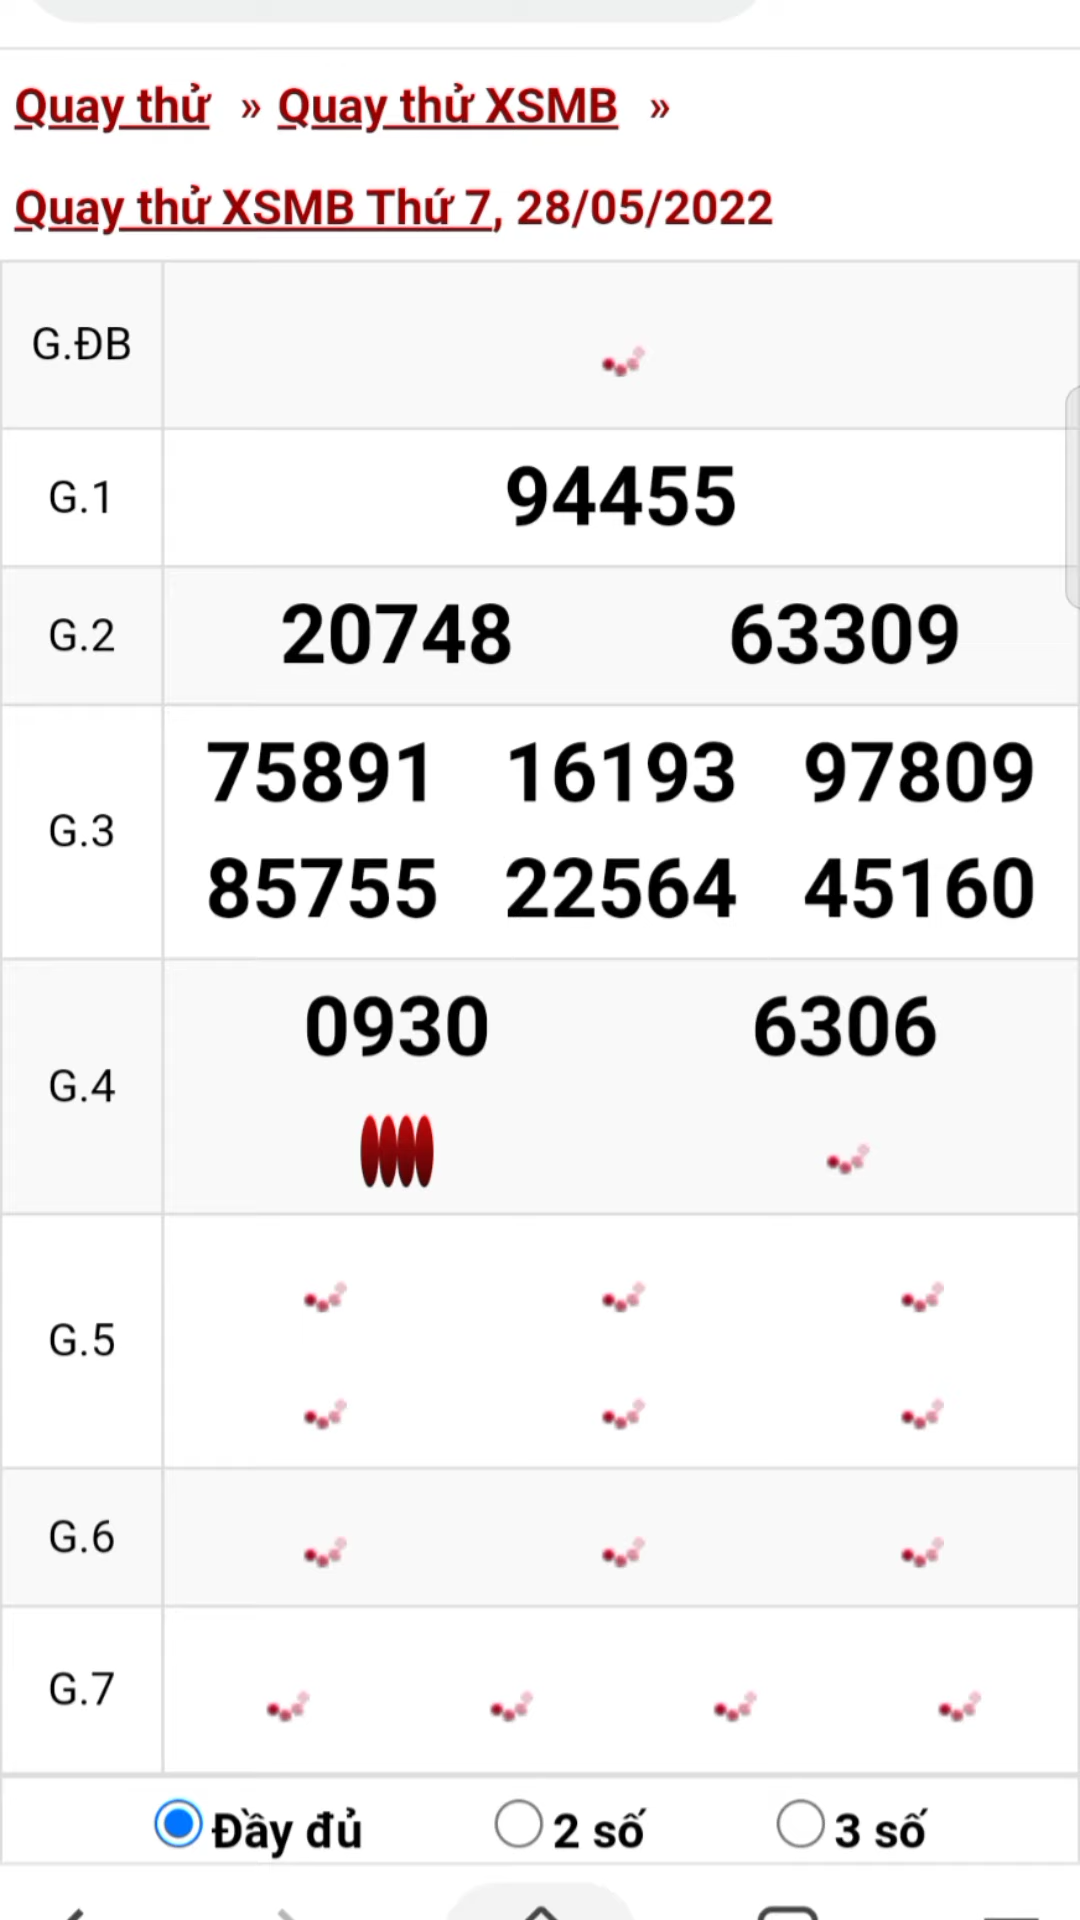 Quay thử » Quay thử XSMB »
Quay thử XSMB Thứ 7, 28/05/2022
G.ĐB
G.1 94455
G.2 20748 63309
G.3 75891 16193 97809
85755 22564 45160
G.4 0930 6306
G.5
G.6
G.7
Đầy đủ 2 số 3 số